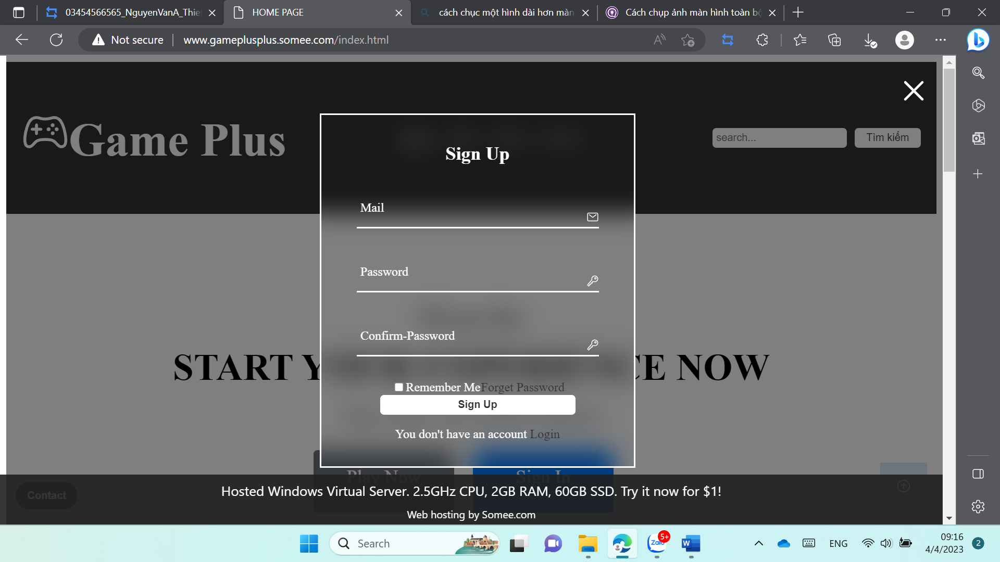 03454566565_NguyenVanA_Thie
HOME PAGE
cách chục một hình dài hơn màn
Cách chụp ảnh màn hình toàn bộ
Not secure
www.gameplusplus.somee.com/index.html
Game Plus
search...
Tìm kiếm
Sign Up
Mail
Password
Confirm-Password
START Y
CE NOW
Remember Me Forget Password
Sign Up
You don't have an account Login
Play Now
Sign In
Contact
Hosted Windows Virtual Server. 2.5GHz CPU, 2GB RAM, 60GB SSD. Try it now for $1!
Web hosting by Somee.com
Search
5+
Zalo
W
ENG
09:16
4/4/2023
2